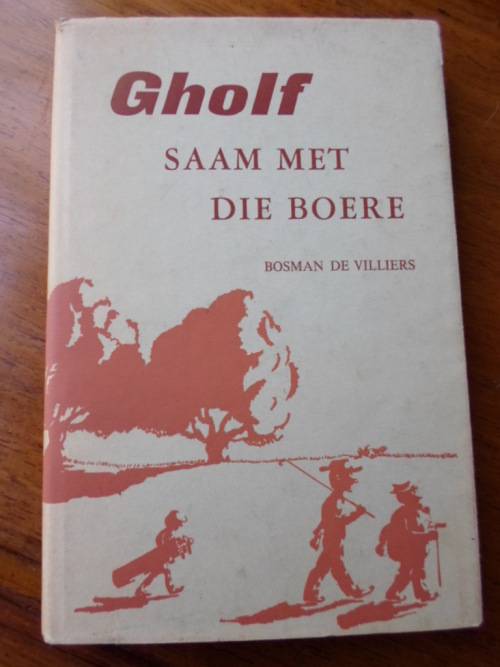 Gholf
SAAM MET
DIE BOERE
BOSMAN DE VILLIERS